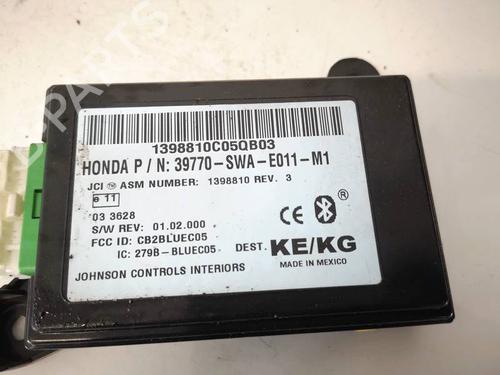 1398810C05QB03
HONDA P / N: 39770-SWA-E011-M1
JCI ASM NUMBER: 1398810 REV. 3
e 11
03 3628
S/W REV: 01.02.000
FCC ID: CB2BLUEC05
IC: 279B-BLUEC05
CE
DEST. KE/KG
MADE IN MEXICO
JOHNSON CONTROLS INTERIORS
PARTS